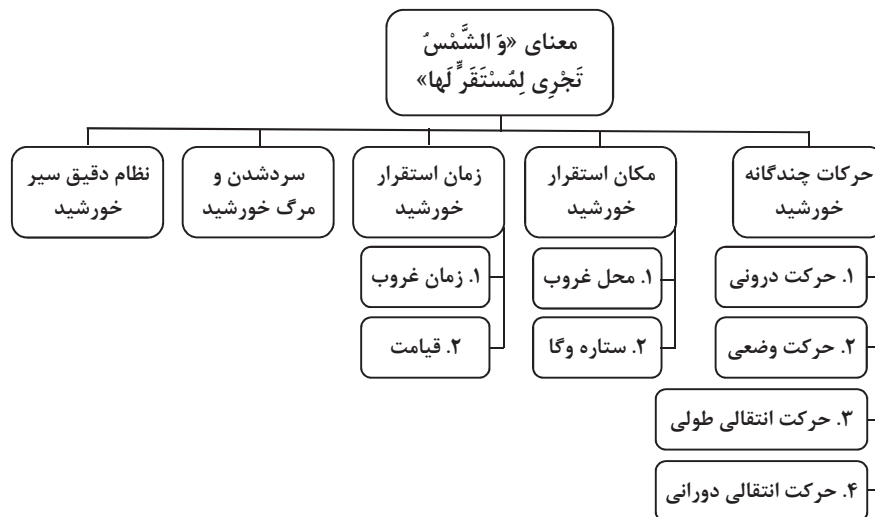 معنای «وَ الشَّمْسُ
تَجْرِی لِمُسْتَقَرٍّ لَها»
حرکات چندگانه
خورشید
۱. حرکت درونی
۲. حرکت وضعی
۳. حرکت انتقالی طولی
۴. حرکت انتقالی دورانی
مکان استقرار
خورشید
۱. محل غروب
۲. ستاره وگا
زمان استقرار
خورشید
۱. زمان غروب
۲. قیامت
سردشدن و
مرگ خورشید
نظام دقیق سیر
خورشید